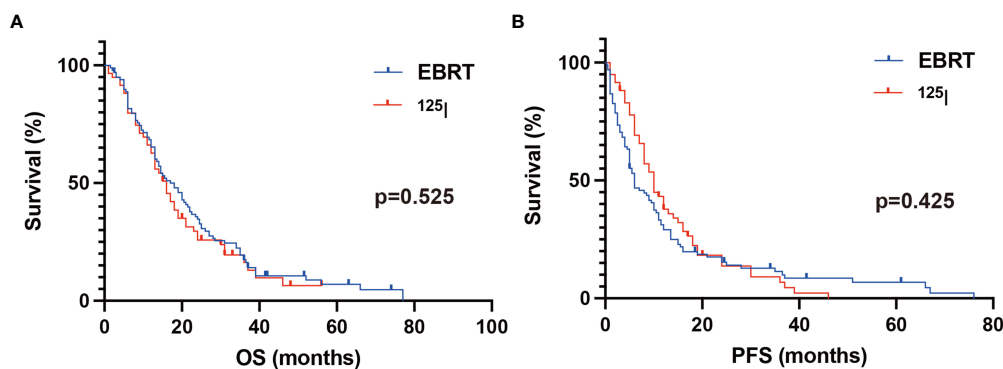 A
Survival (%)
100
50
0
0 20 40 60 80 100
OS (months)
EBRT
¹²⁵I
p=0.525
B
Survival (%)
100
50
0
0 20 40 60 80
PFS (months)
EBRT
¹²⁵I
p=0.425